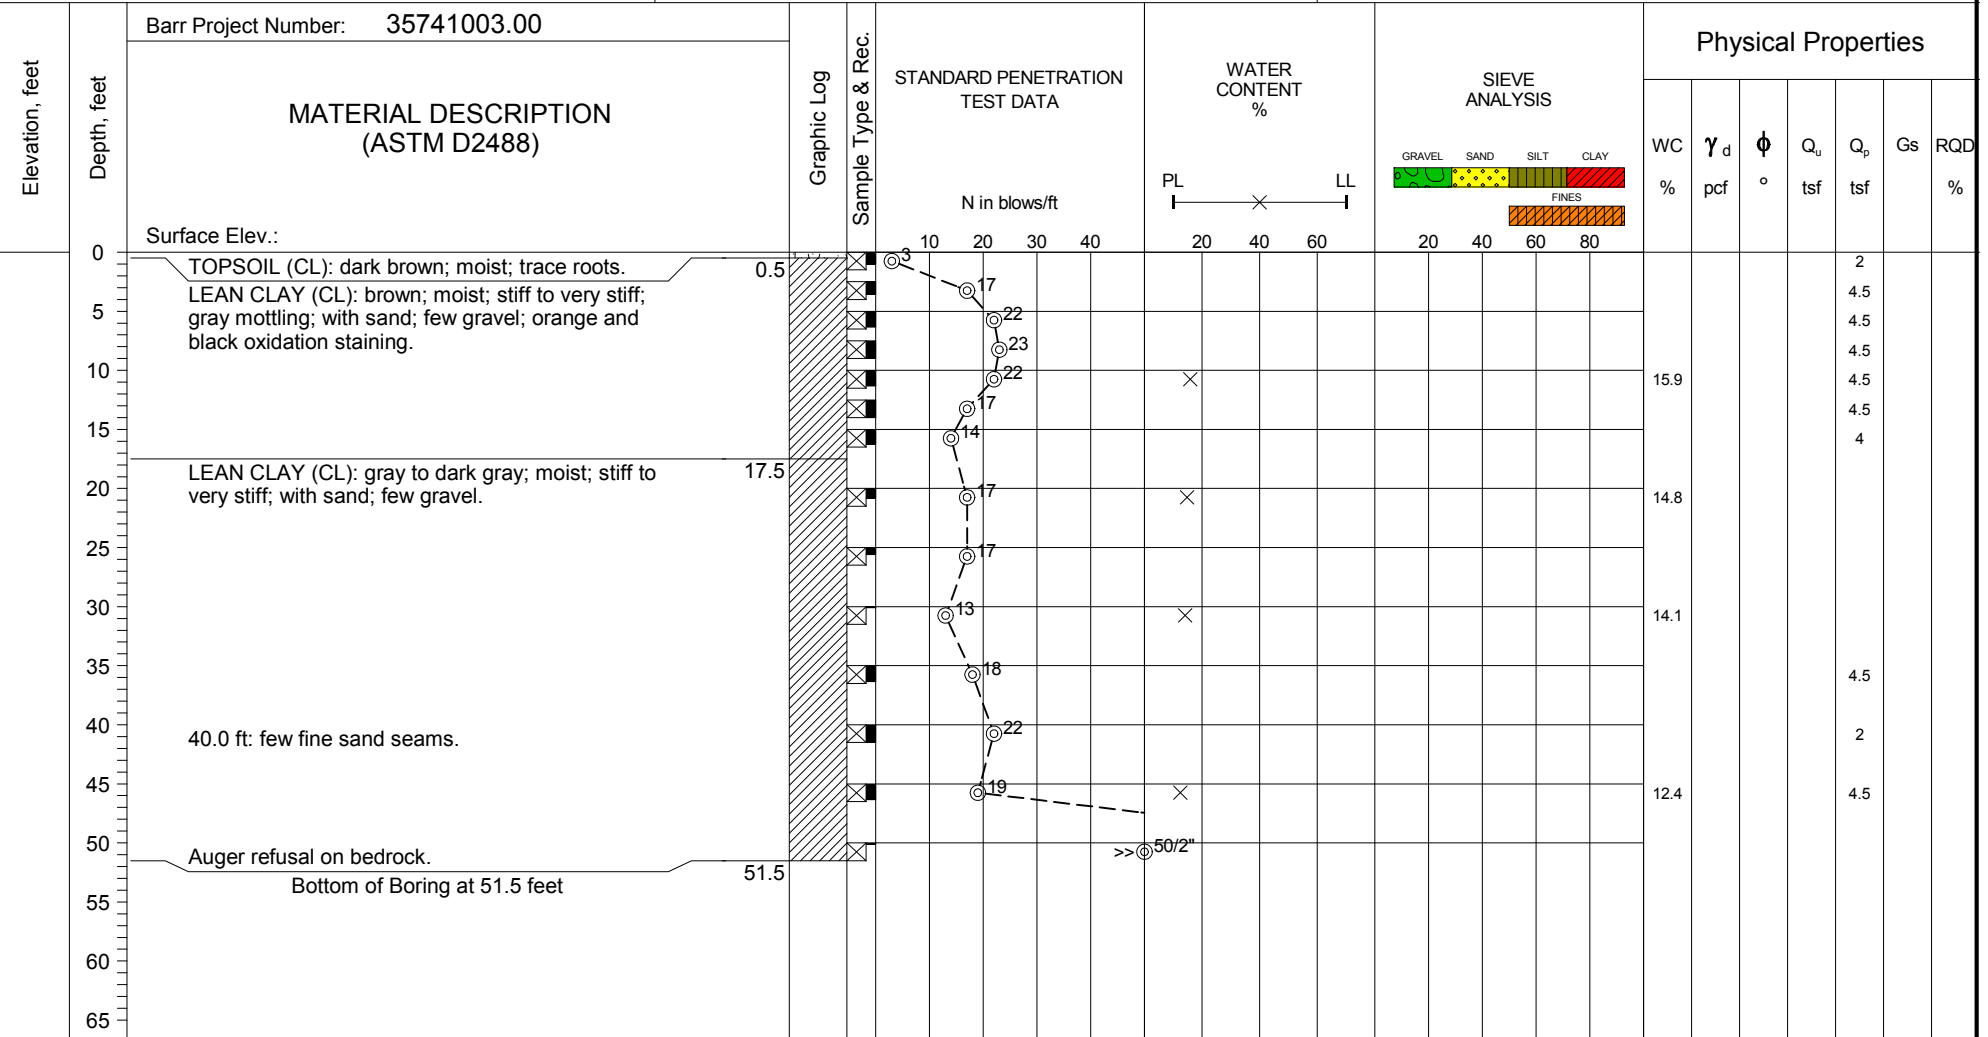 Barr Project Number: 35741003.00
Elevation, feet
Depth, feet
MATERIAL DESCRIPTION
(ASTM D2488)
Surface Elev.:
Graphic Log
Sample Type & Rec.
STANDARD PENETRATION
TEST DATA
N in blows/ft
10 20 30 40
WATER
CONTENT
%
PL LL
20 40 60
SIEVE
ANALYSIS
GRAVEL SAND SILT CLAY
FINES
20 40 60 80
Physical Properties
WC γd ϕ Qu Qp Gs RQD
% pcf ° tsf tsf %
0
TOPSOIL (CL): dark brown; moist; trace roots. 0.5
3 2
LEAN CLAY (CL): brown; moist; stiff to very stiff;
gray mottling; with sand; few gravel; orange and
black oxidation staining.
17 4.5
5
22 4.5
23 4.5
10
22 15.9 4.5
17 4.5
15
14 4
LEAN CLAY (CL): gray to dark gray; moist; stiff to
very stiff; with sand; few gravel.
17.5
20
17 14.8
25
17
30
13 14.1
35
18 4.5
40
40.0 ft: few fine sand seams. 22 2
45
19 12.4 4.5
50
Auger refusal on bedrock. >> 50/2"
51.5
Bottom of Boring at 51.5 feet
55
60
65